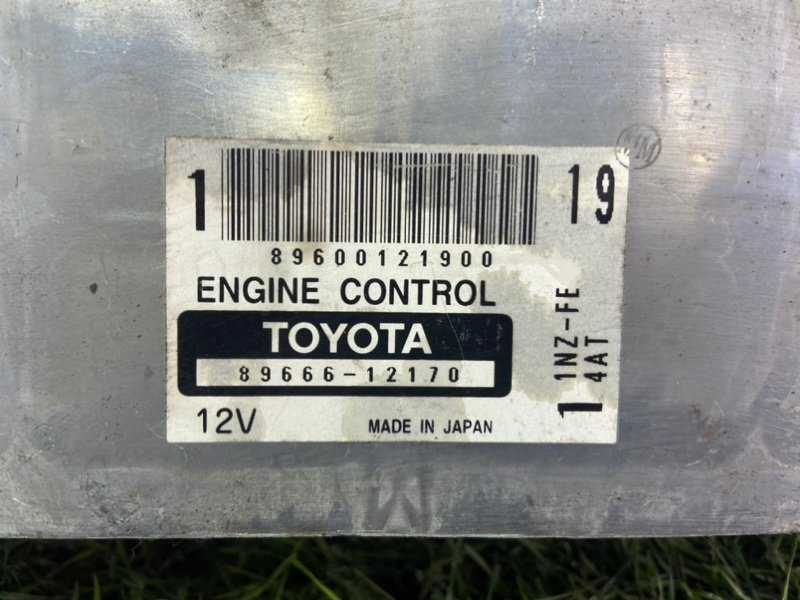 1
19
89600121900
ENGINE CONTROL
TOYOTA
89666-12170
12V
MADE IN JAPAN
1
1NZ-FE
4AT